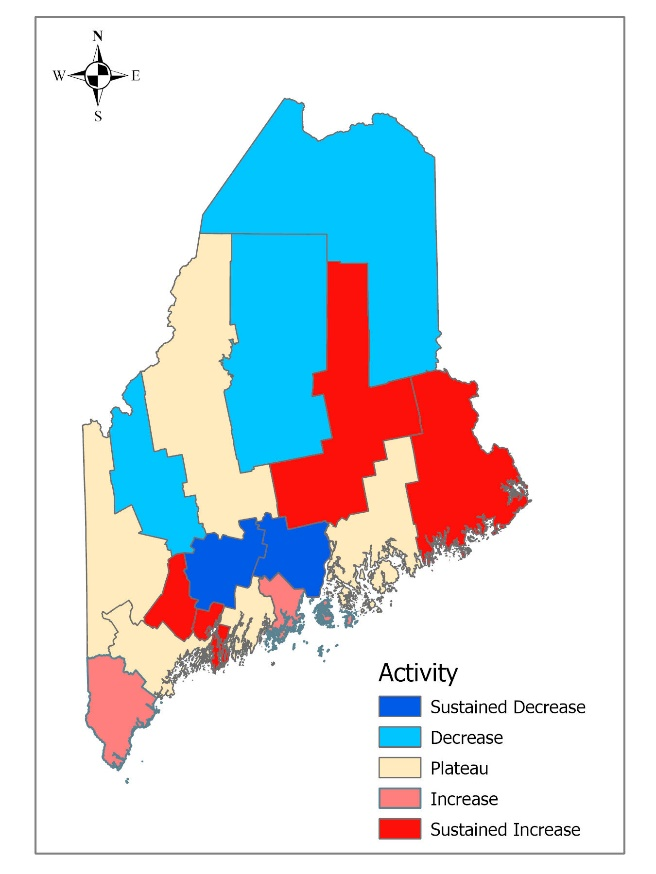 N
W E
S
Activity
Sustained Decrease
Decrease
Plateau
Increase
Sustained Increase